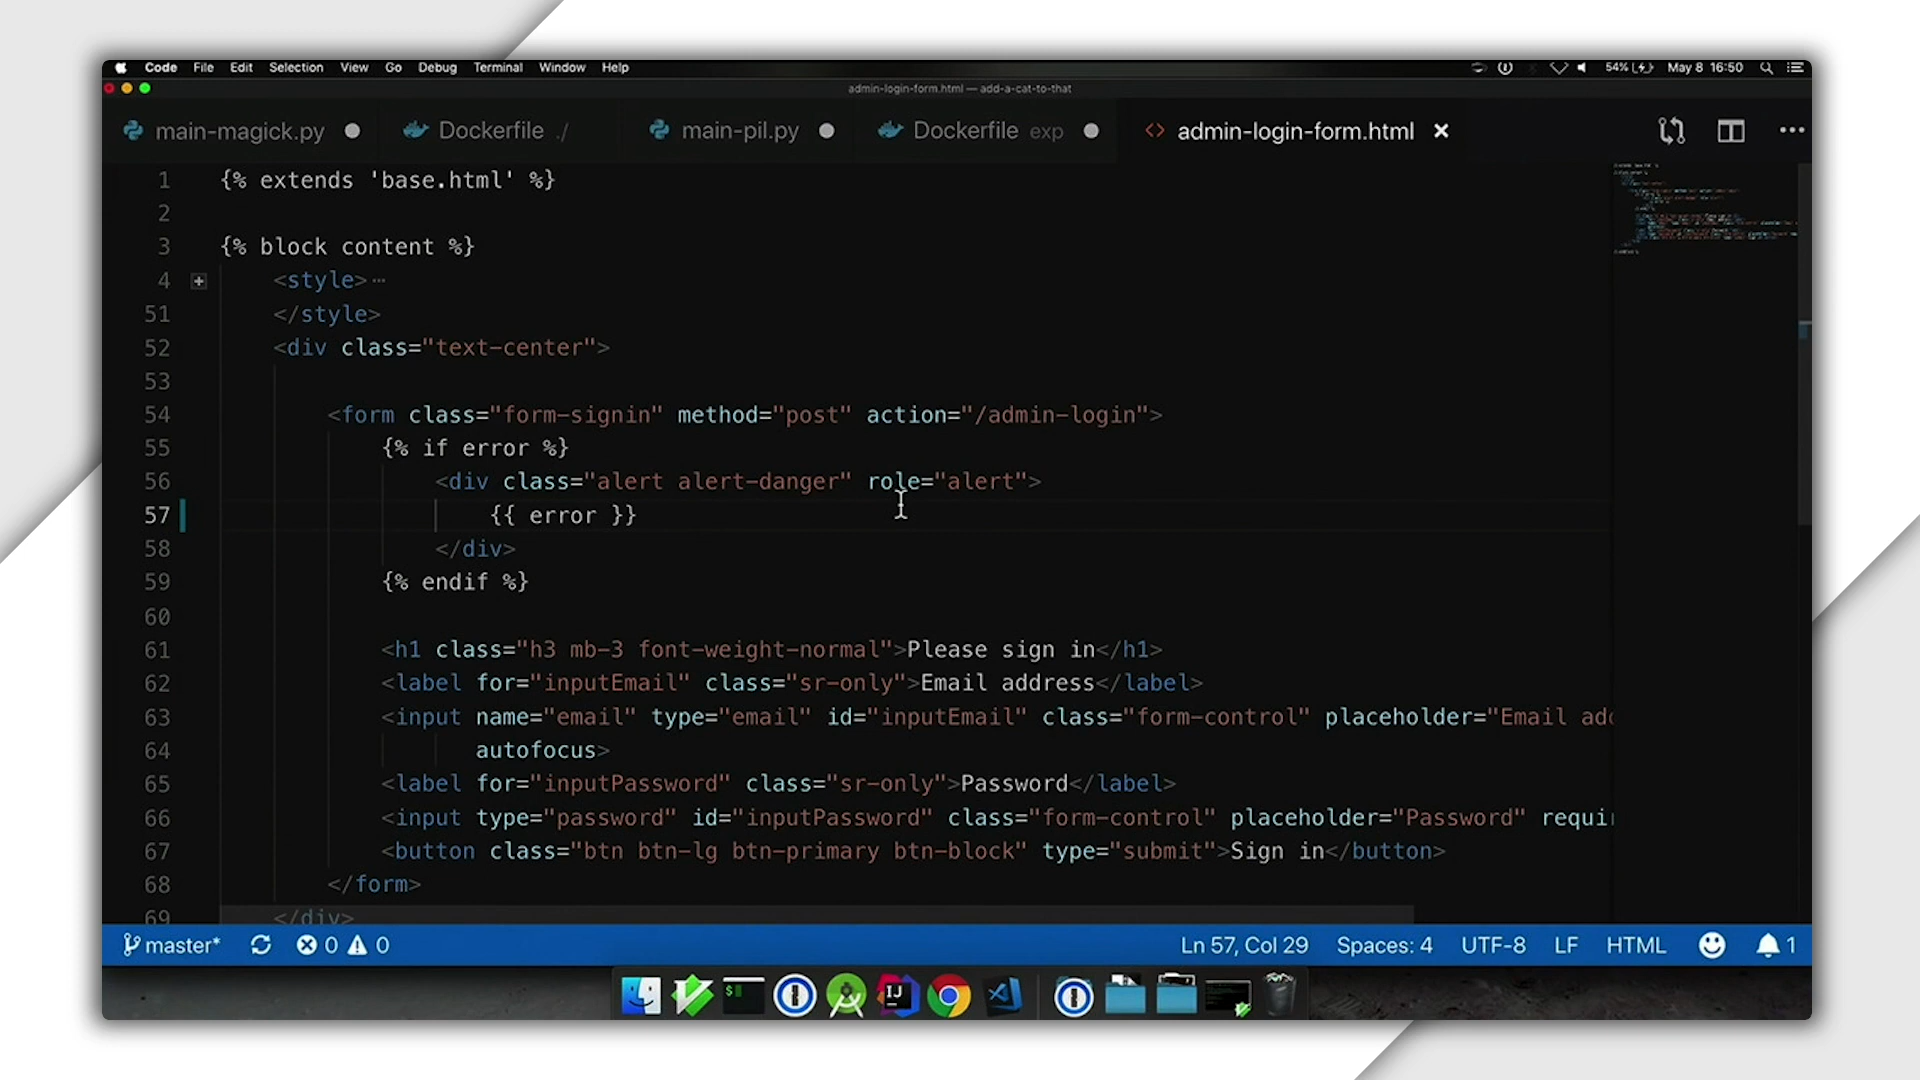 Code File Edit Selection View Go Debug Terminal Window Help 54% May 8 16:50
admin-login-form.html — add-a-cat-to-that
main-magick.py Dockerfile ./ main-pil.py Dockerfile exp admin-login-form.html
1 {% extends 'base.html' %}
2
3 {% block content %}
4 <style>
51 </style>
52 <div class="text-center">
53
54 <form class="form-signin" method="post" action="/admin-login">
55 {% if error %}
56 <div class="alert alert-danger" role="alert">
57 {{ error }}
58 </div>
59 {% endif %}
60
61 <h1 class="h3 mb-3 font-weight-normal">Please sign in</h1>
62 <label for="inputEmail" class="sr-only">Email address</label>
63 <input name="email" type="email" id="inputEmail" class="form-control" placeholder="Email add
64 autofocus>
65 <label for="inputPassword" class="sr-only">Password</label>
66 <input type="password" id="inputPassword" class="form-control" placeholder="Password" requi
67 <button class="btn btn-lg btn-primary btn-block" type="submit">Sign in</button>
68 </form>
69 </div>
master* 0 0 Ln 57, Col 29 Spaces: 4 UTF-8 LF HTML 1
$ IJ